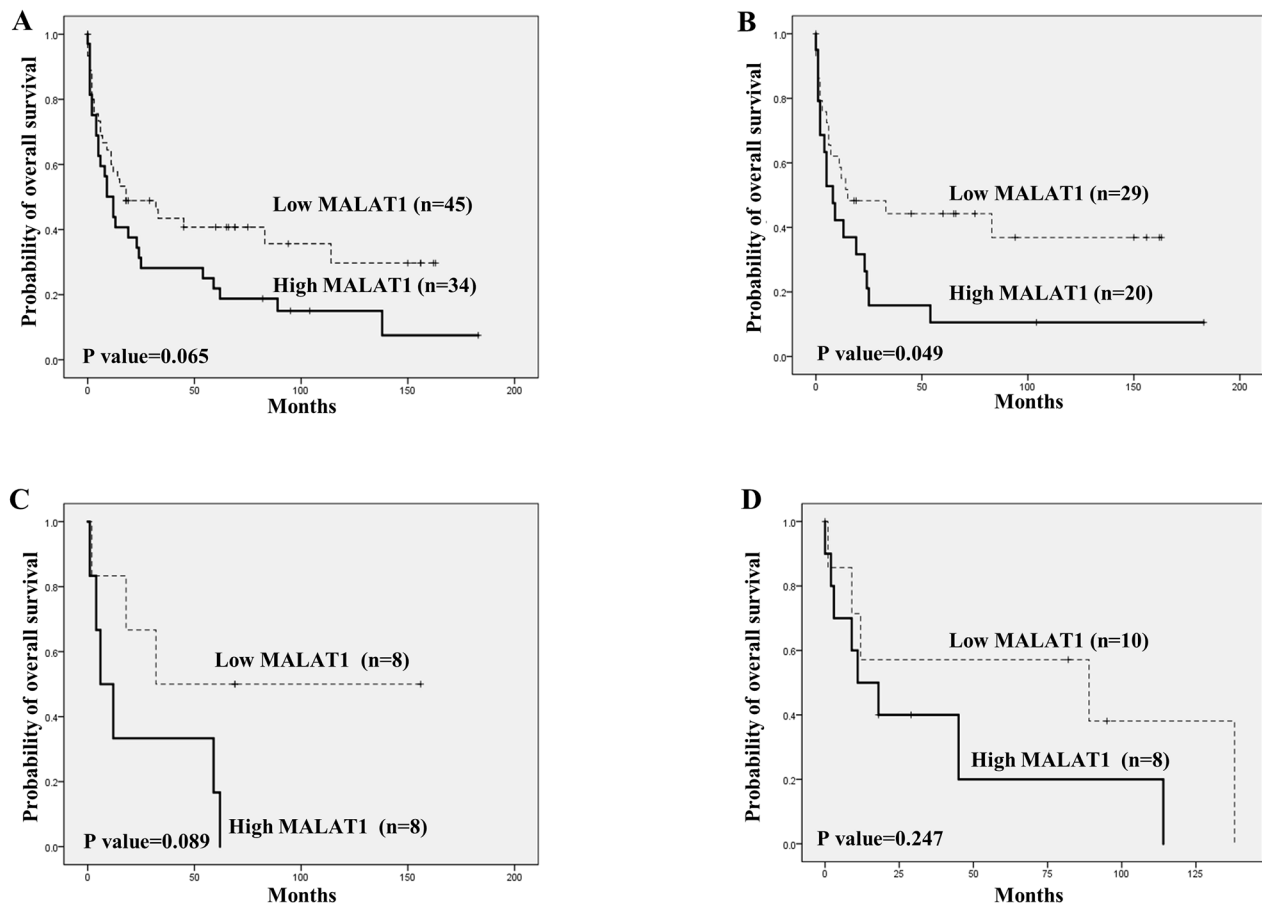 A
Probability of overall survival
1.0
0.8
0.6
0.4
0.2
0.0
Low MALAT1 (n=45)
High MALAT1 (n=34)
P value=0.065
0 50 100 150 200
Months
B
Probability of overall survival
1.0
0.8
0.6
0.4
0.2
0.0
Low MALAT1 (n=29)
High MALAT1 (n=20)
P value=0.049
0 50 100 150 200
Months
C
Probability of overall survival
1.0
0.8
0.6
0.4
0.2
0.0
Low MALAT1 (n=8)
High MALAT1 (n=8)
P value=0.089
0 50 100 150 200
Months
D
Probability of overall survival
1.0
0.8
0.6
0.4
0.2
0.0
Low MALAT1 (n=10)
High MALAT1 (n=8)
P value=0.247
0 25 50 75 100 125
Months